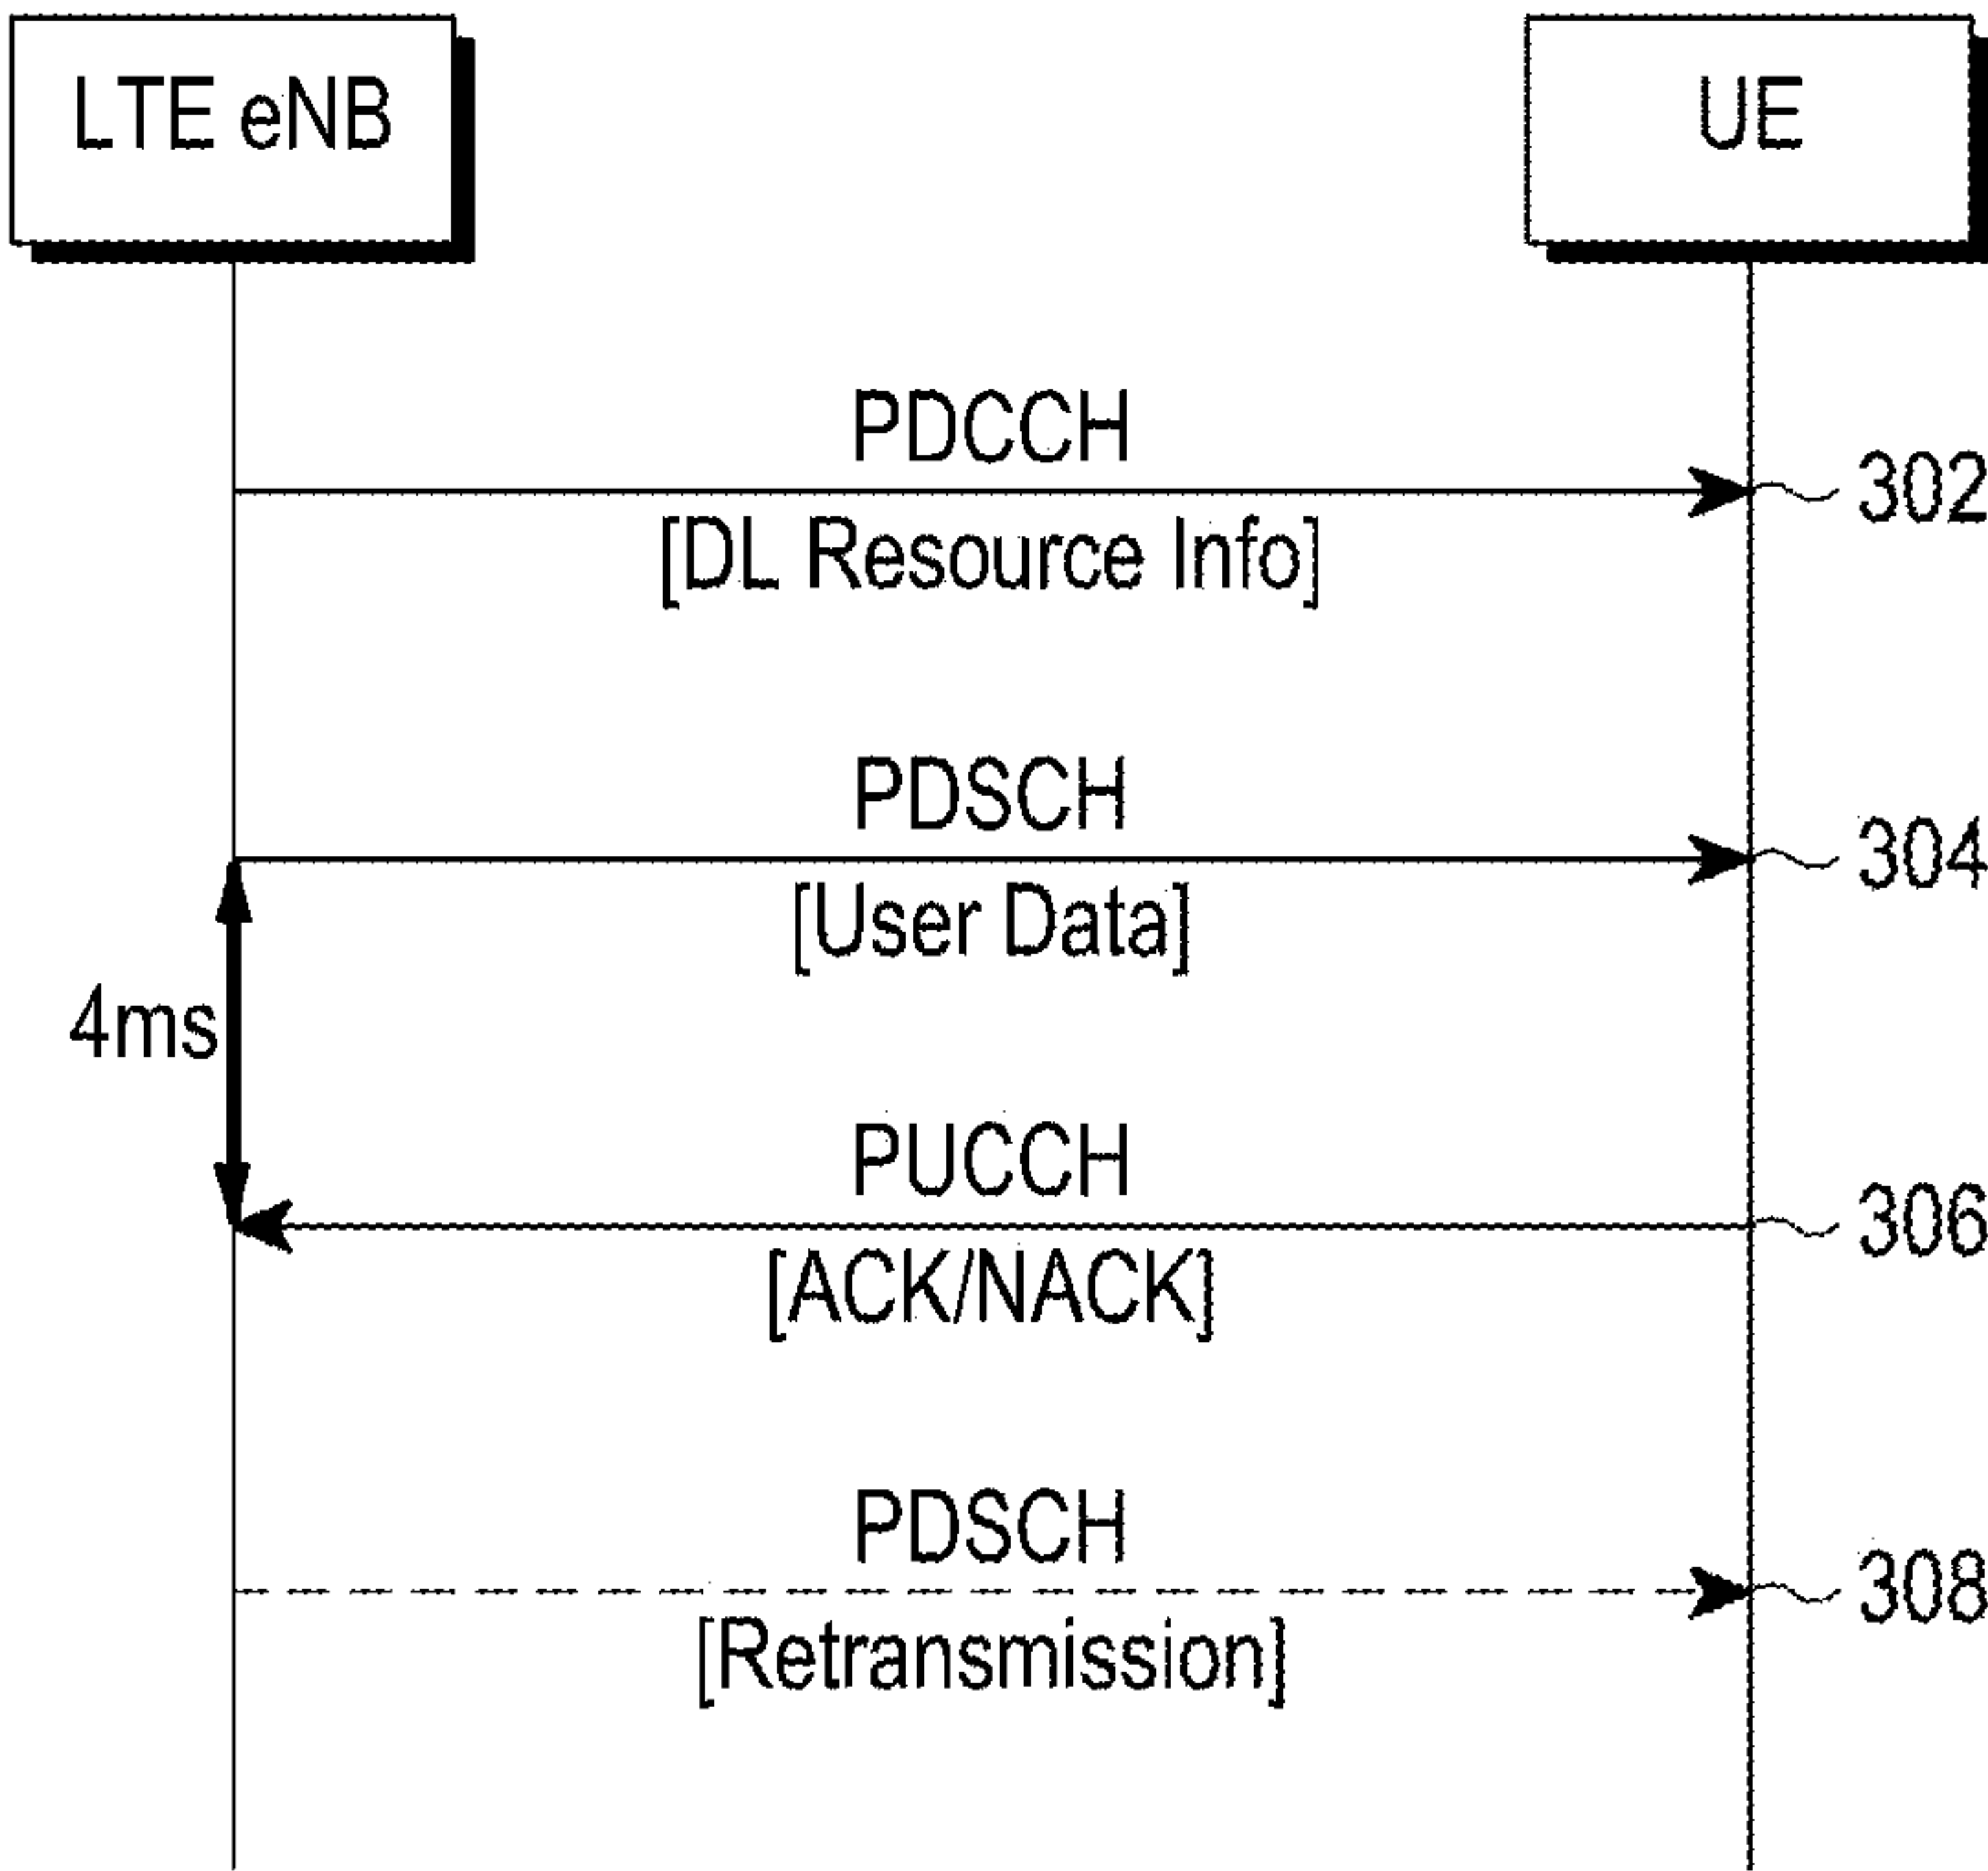 LTE eNB
UE
PDCCH
302
[DL Resource Info]
PDSCH
304
[User Data]
4ms
PUCCH
306
[ACK/NACK]
PDSCH
308
[Retransmission]